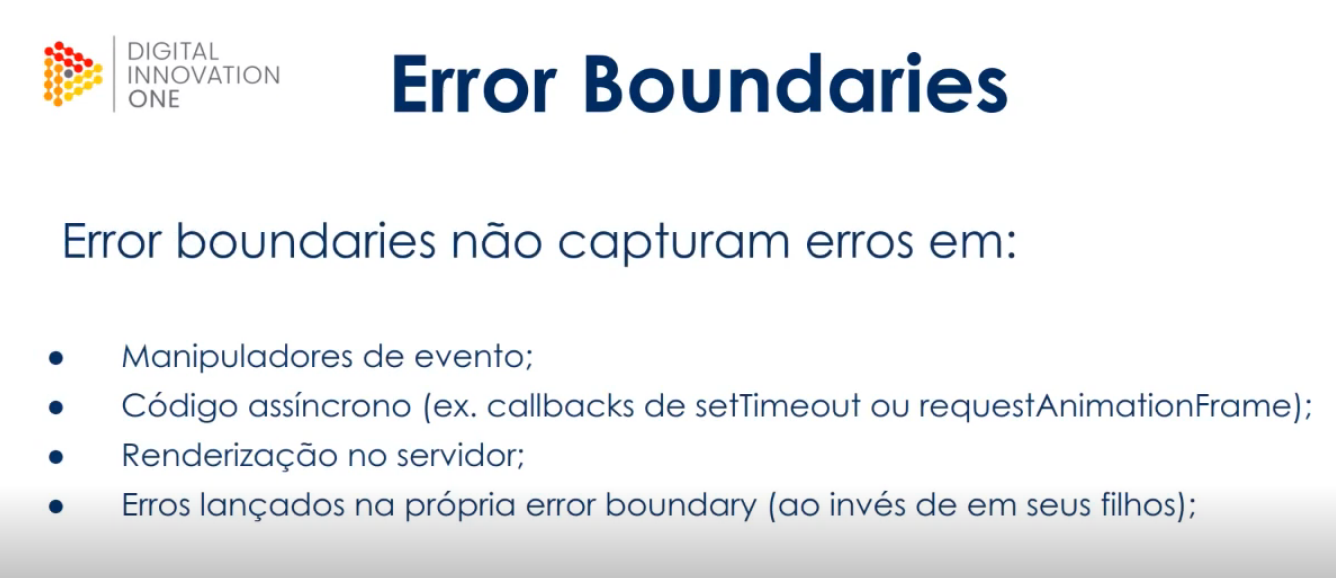 DIGITAL
INNOVATION
ONE
Error Boundaries
Error boundaries não capturam erros em:
● Manipuladores de evento;
● Código assíncrono (ex. callbacks de setTimeout ou requestAnimationFrame);
● Renderização no servidor;
● Erros lançados na própria error boundary (ao invés de em seus filhos);